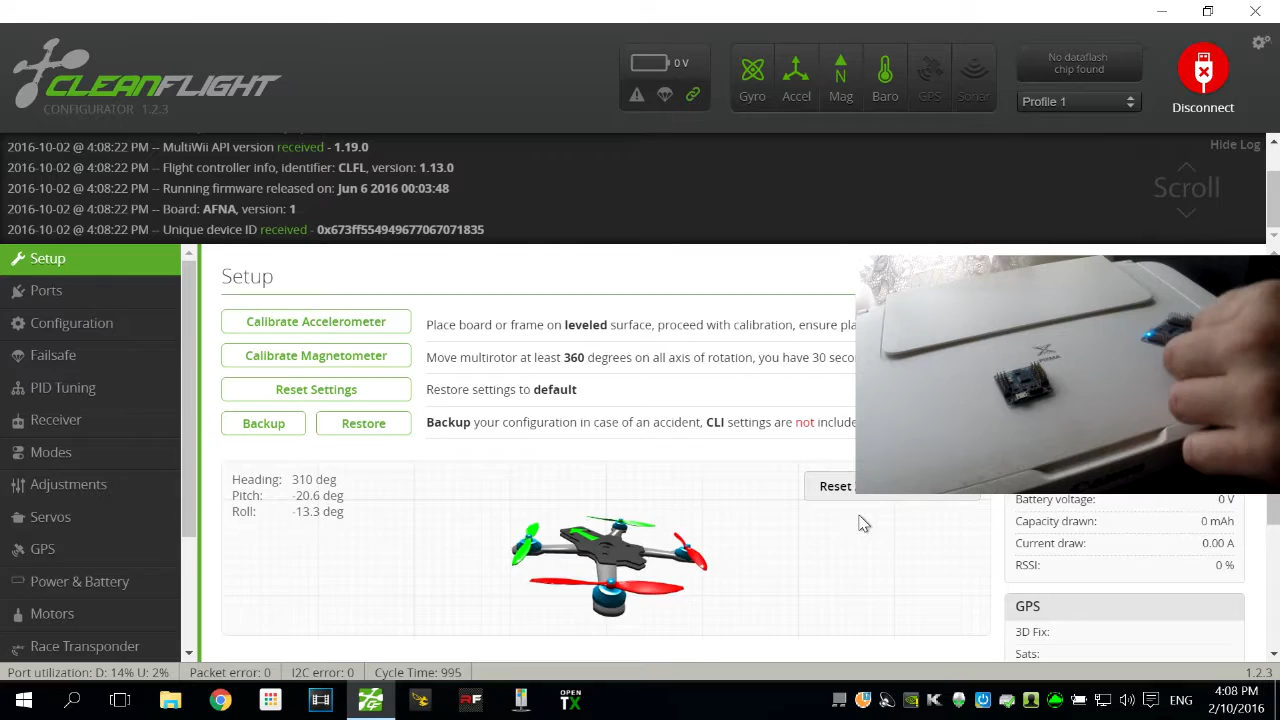 CLEANFLIGHT
CONFIGURATOR 1.2.3
0 V
Gyro
Accel
Mag
Baro
GPS
Sonar
No dataflash
chip found
Profile 1
Disconnect
2016-10-02 @ 4:08:22 PM -- MultiWii API version received - 1.19.0
2016-10-02 @ 4:08:22 PM -- Flight controller info, identifier: CLFL, version: 1.13.0
2016-10-02 @ 4:08:22 PM -- Running firmware released on: Jun 6 2016 00:03:48
2016-10-02 @ 4:08:22 PM -- Board: AFNA, version: 1
2016-10-02 @ 4:08:22 PM -- Unique device ID received - 0x673ff554949677067071835
Hide Log
Scroll
Setup
Ports
Configuration
Failsafe
PID Tuning
Receiver
Modes
Adjustments
Servos
GPS
Power & Battery
Motors
Race Transponder
Setup
Calibrate Accelerometer
Place board or frame on leveled surface, proceed with calibration, ensure pla
Calibrate Magnetometer
Move multirotor at least 360 degrees on all axis of rotation, you have 30 seco
Reset Settings
Restore settings to default
Backup
Restore
Backup your configuration in case of an accident, CLI settings are not include
Heading: 310 deg
Pitch: -20.6 deg
Roll: -13.3 deg
Reset
Battery voltage: 0 V
Capacity drawn: 0 mAh
Current draw: 0.00 A
RSSI: 0 %
GPS
3D Fix:
Sats:
Port utilization: D: 14% U: 2%
Packet error: 0
I2C error: 0
Cycle Time: 995
1.2.3
OPEN
TX
ENG
4:08 PM
2/10/2016